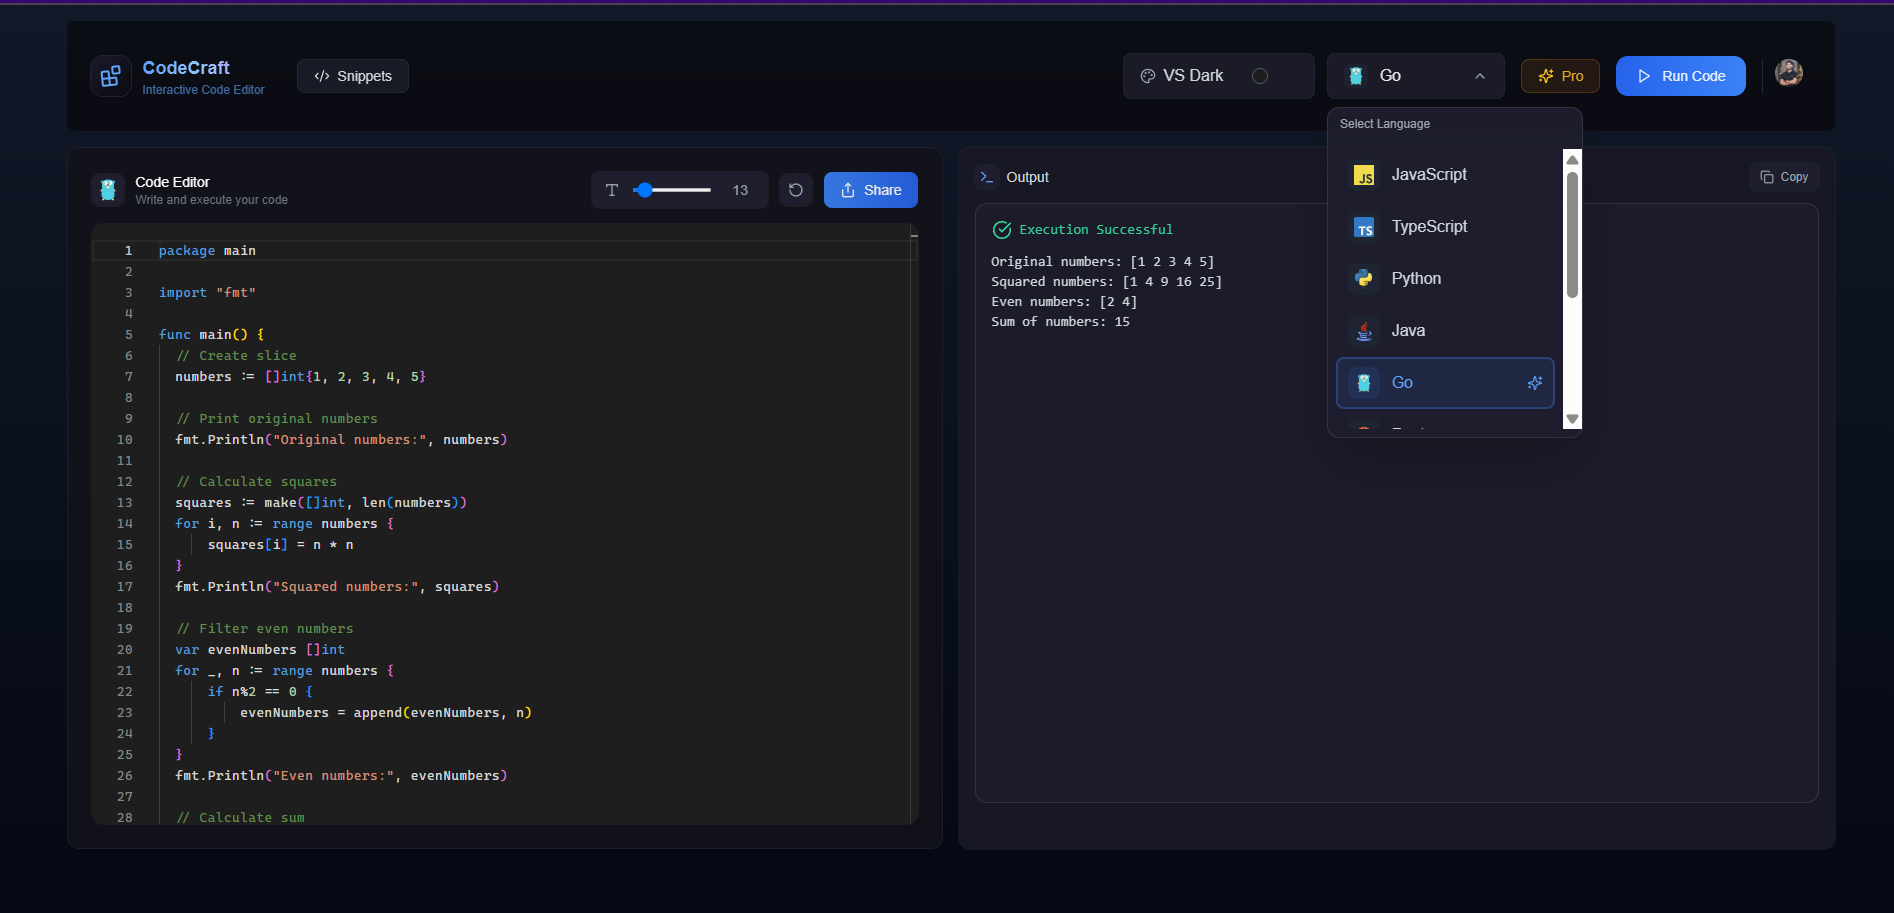 CodeCraft
Interactive Code Editor
</> Snippets
VS Dark
Go
Pro
Run Code
Select Language
JS JavaScript
TS TypeScript
Python
Java
Go
Code Editor
Write and execute your code
T 13
Share
1 package main
2
3 import "fmt"
4
5 func main() {
6 // Create slice
7 numbers := []int{1, 2, 3, 4, 5}
8
9 // Print original numbers
10 fmt.Println("Original numbers:", numbers)
11
12 // Calculate squares
13 squares := make([]int, len(numbers))
14 for i, n := range numbers {
15 squares[i] = n * n
16 }
17 fmt.Println("Squared numbers:", squares)
18
19 // Filter even numbers
20 var evenNumbers []int
21 for _, n := range numbers {
22 if n%2 == 0 {
23 evenNumbers = append(evenNumbers, n)
24 }
25 }
26 fmt.Println("Even numbers:", evenNumbers)
27
28 // Calculate sum
Output
Copy
Execution Successful
Original numbers: [1 2 3 4 5]
Squared numbers: [1 4 9 16 25]
Even numbers: [2 4]
Sum of numbers: 15